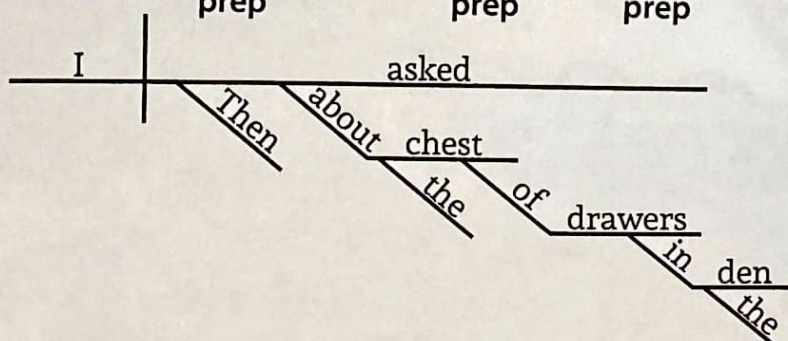 prep prep prep
I asked
Then about chest
the of drawers
in den
the